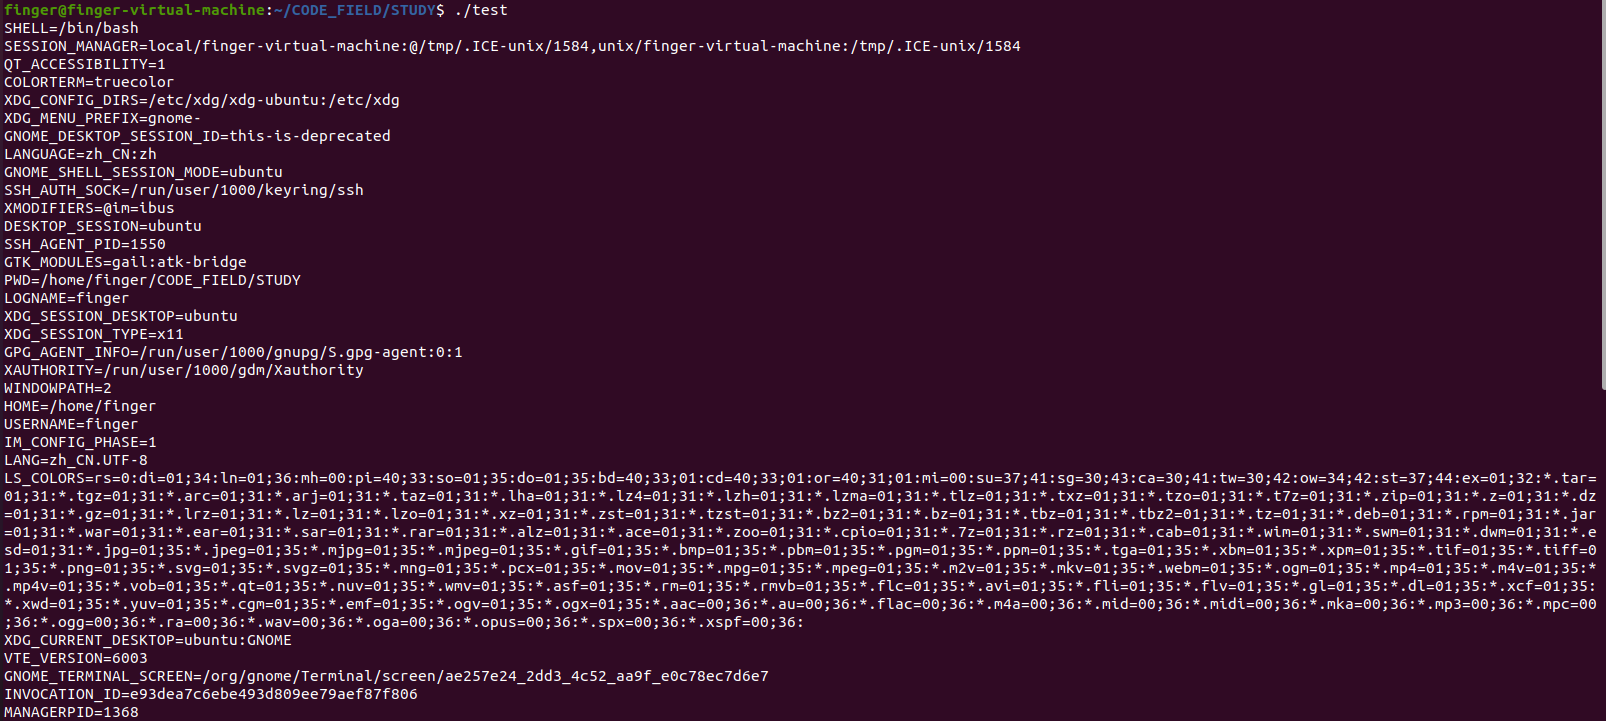 finger@finger-virtual-machine:~/CODE_FIELD/STUDY$ ./test
SHELL=/bin/bash
SESSION_MANAGER=local/finger-virtual-machine:@/tmp/.ICE-unix/1584,unix/finger-virtual-machine:/tmp/.ICE-unix/1584
QT_ACCESSIBILITY=1
COLORTERM=truecolor
XDG_CONFIG_DIRS=/etc/xdg/xdg-ubuntu:/etc/xdg
XDG_MENU_PREFIX=gnome-
GNOME_DESKTOP_SESSION_ID=this-is-deprecated
LANGUAGE=zh_CN:zh
GNOME_SHELL_SESSION_MODE=ubuntu
SSH_AUTH_SOCK=/run/user/1000/keyring/ssh
XMODIFIERS=@im=ibus
DESKTOP_SESSION=ubuntu
SSH_AGENT_PID=1550
GTK_MODULES=gail:atk-bridge
PWD=/home/finger/CODE_FIELD/STUDY
LOGNAME=finger
XDG_SESSION_DESKTOP=ubuntu
XDG_SESSION_TYPE=x11
GPG_AGENT_INFO=/run/user/1000/gnupg/S.gpg-agent:0:1
XAUTHORITY=/run/user/1000/gdm/Xauthority
WINDOWPATH=2
HOME=/home/finger
USERNAME=finger
IM_CONFIG_PHASE=1
LANG=zh_CN.UTF-8
LS_COLORS=rs=0:di=01;34:ln=01;36:mh=00:pi=40;33:so=01;35:do=01;35:bd=40;33;01:cd=40;33;01:or=40;31;01:mi=00:su=37;41:sg=30;43:ca=30;41:tw=30;42:ow=34;42:st=37;44:ex=01;32:*.tar=
01;31:*.tgz=01;31:*.arc=01;31:*.arj=01;31:*.taz=01;31:*.lha=01;31:*.lz4=01;31:*.lzh=01;31:*.lzma=01;31:*.tlz=01;31:*.txz=01;31:*.tzo=01;31:*.t7z=01;31:*.zip=01;31:*.z=01;31:*.dz
=01;31:*.gz=01;31:*.lrz=01;31:*.lz=01;31:*.lzo=01;31:*.xz=01;31:*.zst=01;31:*.tzst=01;31:*.bz2=01;31:*.bz=01;31:*.tbz=01;31:*.tbz2=01;31:*.tz=01;31:*.deb=01;31:*.rpm=01;31:*.jar
=01;31:*.war=01;31:*.ear=01;31:*.sar=01;31:*.rar=01;31:*.alz=01;31:*.ace=01;31:*.zoo=01;31:*.cpio=01;31:*.7z=01;31:*.rz=01;31:*.cab=01;31:*.wim=01;31:*.swm=01;31:*.dwm=01;31:*.e
sd=01;31:*.jpg=01;35:*.jpeg=01;35:*.mjpg=01;35:*.mjpeg=01;35:*.gif=01;35:*.bmp=01;35:*.pbm=01;35:*.pgm=01;35:*.ppm=01;35:*.tga=01;35:*.xbm=01;35:*.xpm=01;35:*.tif=01;35:*.tiff=0
1;35:*.png=01;35:*.svg=01;35:*.svgz=01;35:*.mng=01;35:*.pcx=01;35:*.mov=01;35:*.mpg=01;35:*.mpeg=01;35:*.m2v=01;35:*.mkv=01;35:*.webm=01;35:*.ogm=01;35:*.mp4=01;35:*.m4v=01;35:*
.mp4v=01;35:*.vob=01;35:*.qt=01;35:*.nuv=01;35:*.wmv=01;35:*.asf=01;35:*.rm=01;35:*.rmvb=01;35:*.flc=01;35:*.avi=01;35:*.fli=01;35:*.flv=01;35:*.gl=01;35:*.dl=01;35:*.xcf=01;35:
*.xwd=01;35:*.yuv=01;35:*.cgm=01;35:*.emf=01;35:*.ogv=01;35:*.ogx=01;35:*.aac=00;36:*.au=00;36:*.flac=00;36:*.m4a=00;36:*.mid=00;36:*.midi=00;36:*.mka=00;36:*.mp3=00;36:*.mpc=00
;36:*.ogg=00;36:*.ra=00;36:*.wav=00;36:*.oga=00;36:*.opus=00;36:*.spx=00;36:*.xspf=00;36:
XDG_CURRENT_DESKTOP=ubuntu:GNOME
VTE_VERSION=6003
GNOME_TERMINAL_SCREEN=/org/gnome/Terminal/screen/ae257e24_2dd3_4c52_aa9f_e0c78ec7d6e7
INVOCATION_ID=e93dea7c6ebe493d809ee79aef87f806
MANAGERPID=1368